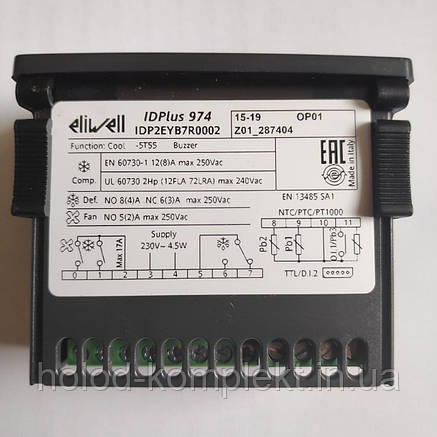 eliwell
IDPlus 974
IDP2EYB7R0002
15-19 OP01
Z01_287404
Function: Cool -5T55 Buzzer
Comp. EN 60730-1 12(8)A max 250Vac
UL 60730 2Hp (12FLA 72LRA) max 240Vac
Def. NO 8(4)A NC 6(3)A max 250Vac
Fan NO 5(2)A max 250Vac
EAC
Made in Italy
EN 13485 SA1
NTC/PTC/PT1000
8 9 10 11
Pb2
Pb1
D.I.1/Pb3
TTL/D.I.2
Max 17A
Supply
230V~ 4.5W
0 1 2 3 4 5 6 7
holod-komplekt.in.ua